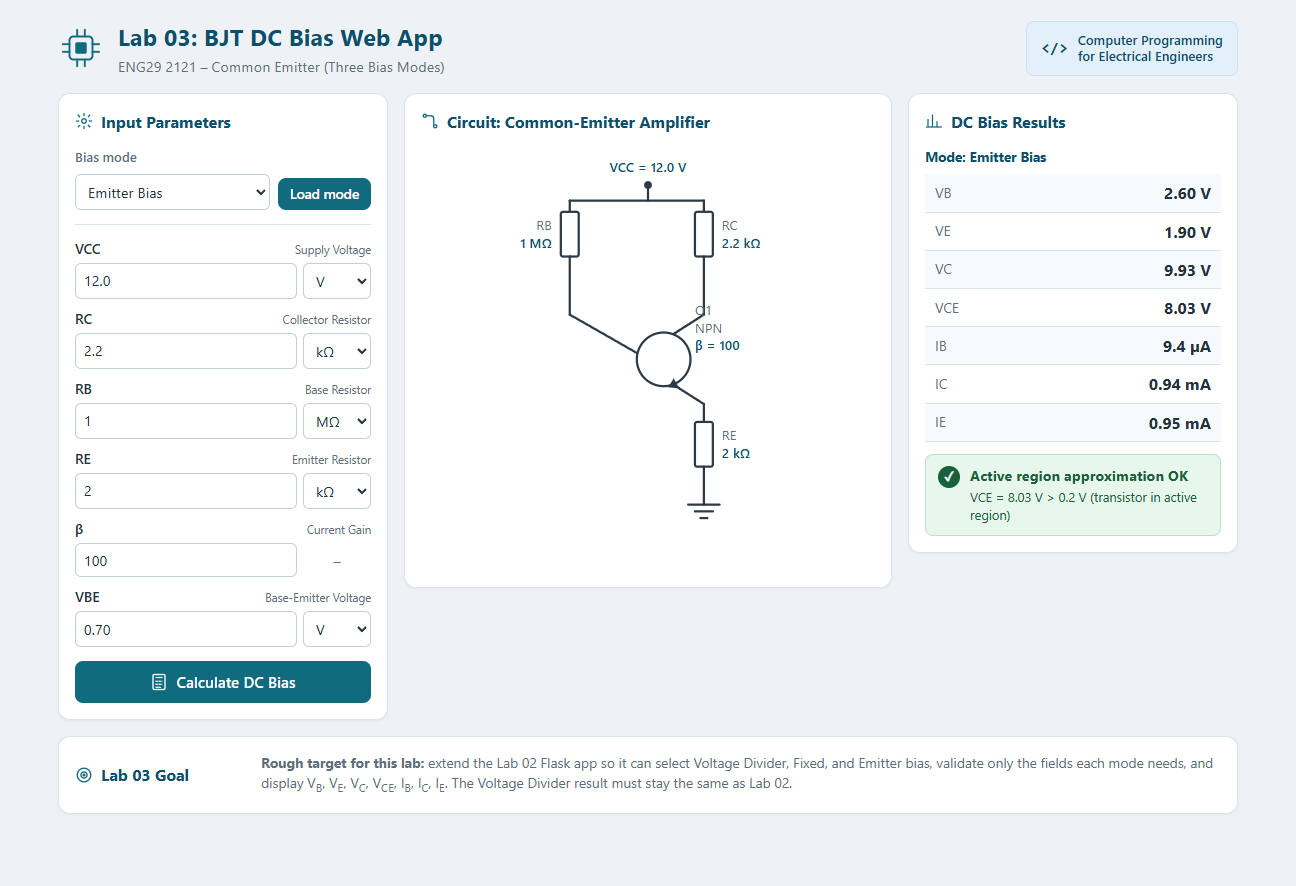 Lab 03: BJT DC Bias Web App
ENG29 2121 – Common Emitter (Three Bias Modes)
</> Computer Programming
for Electrical Engineers
Input Parameters
Bias mode
Emitter Bias
Load mode
VCC Supply Voltage
12.0 V
RC Collector Resistor
2.2 kΩ
RB Base Resistor
1 MΩ
RE Emitter Resistor
2 kΩ
β Current Gain
100 –
VBE Base-Emitter Voltage
0.70 V
Calculate DC Bias
Circuit: Common-Emitter Amplifier
VCC = 12.0 V
RB
1 MΩ
RC
2.2 kΩ
Q1
NPN
β = 100
RE
2 kΩ
DC Bias Results
Mode: Emitter Bias
VB 2.60 V
VE 1.90 V
VC 9.93 V
VCE 8.03 V
IB 9.4 µA
IC 0.94 mA
IE 0.95 mA
Active region approximation OK
VCE = 8.03 V > 0.2 V (transistor in active
region)
Lab 03 Goal
Rough target for this lab: extend the Lab 02 Flask app so it can select Voltage Divider, Fixed, and Emitter bias, validate only the fields each mode needs, and
display VB, VE, VC, VCE, IB, IC, IE. The Voltage Divider result must stay the same as Lab 02.